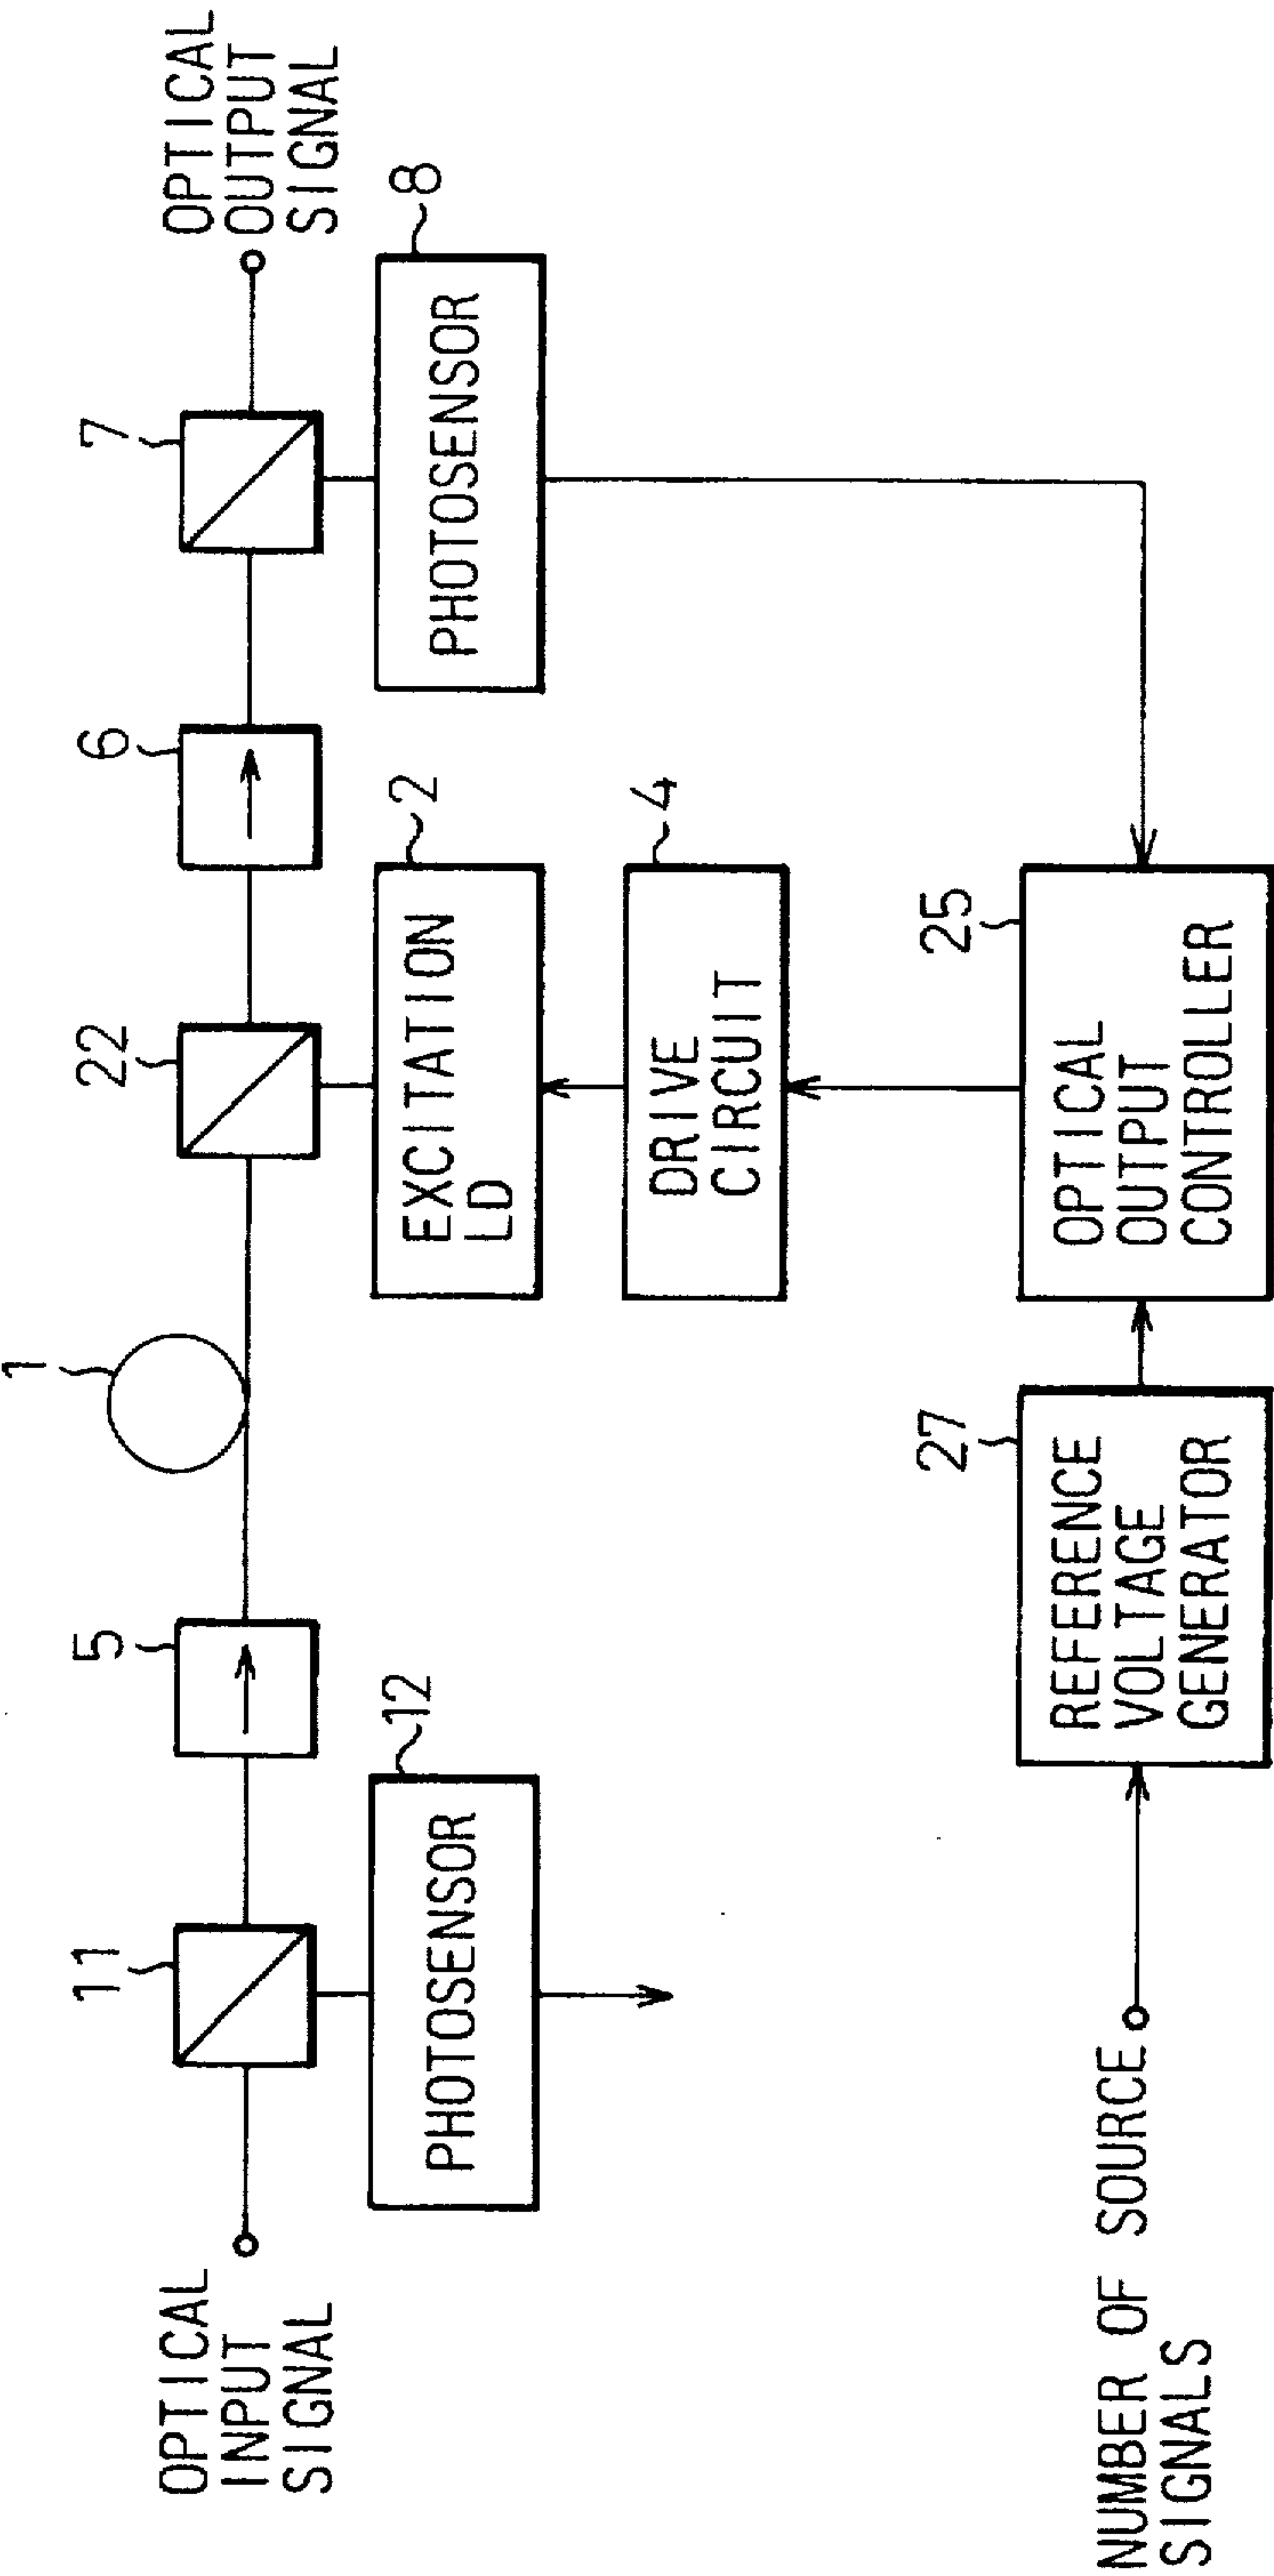 OPTICAL
INPUT
SIGNAL
11
PHOTOSENSOR
12
5
1
22
EXCITATION
LD
2
DRIVE
CIRCUIT
4
6
7
PHOTOSENSOR
8
OPTICAL
OUTPUT
SIGNAL
NUMBER OF SOURCE
SIGNALS
REFERENCE
VOLTAGE
GENERATOR
27
OPTICAL
OUTPUT
CONTROLLER
25